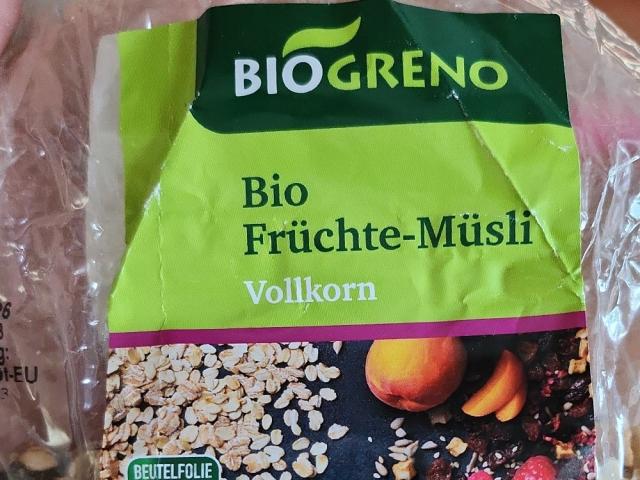 BIOGRENO
Bio
Früchte-Müsli
Vollkorn
BEUTELFOLIE